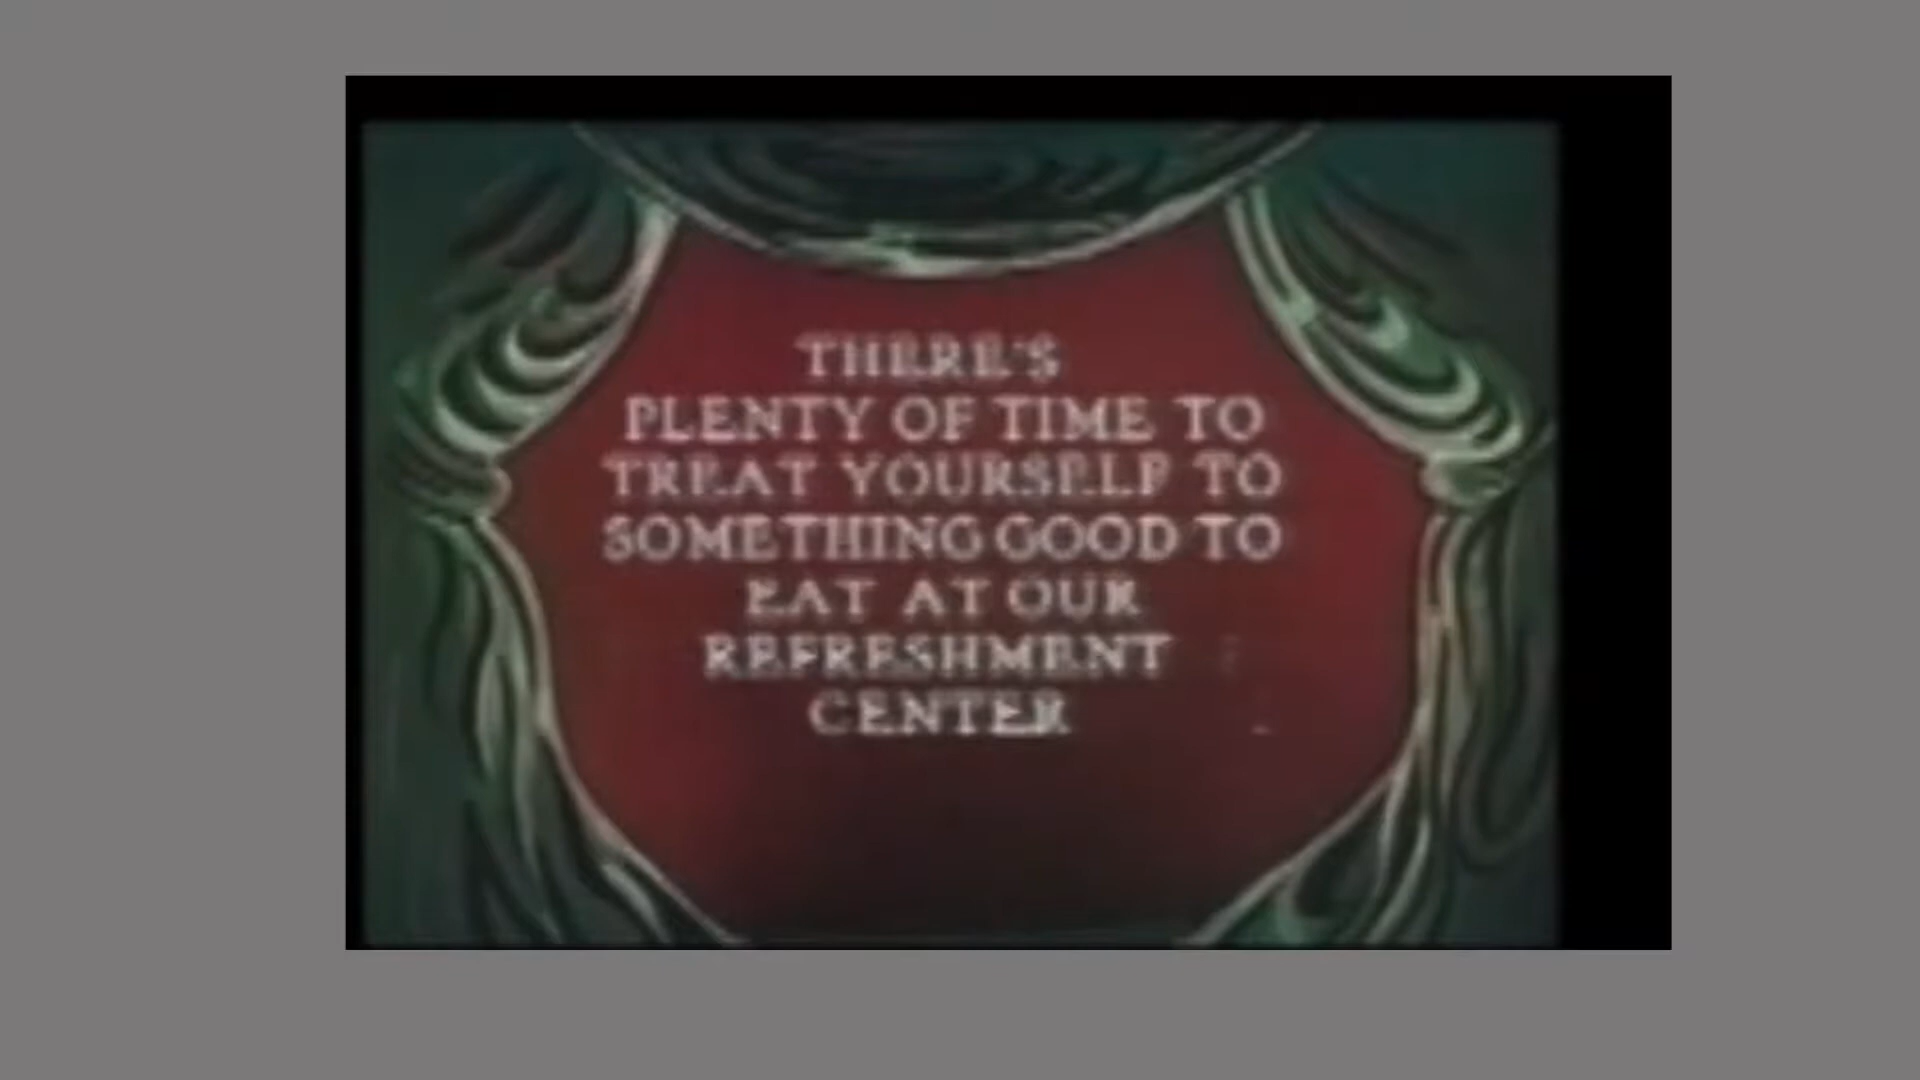 THERE'S
PLENTY OF TIME TO
TREAT YOURSELF TO
SOMETHING GOOD TO
EAT AT OUR
REFRESHMENT
CENTER